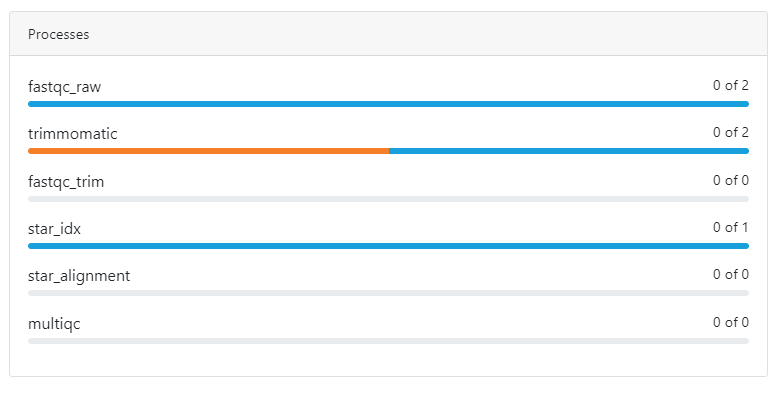 Processes
fastqc_raw 0 of 2
trimmomatic 0 of 2
fastqc_trim 0 of 0
star_idx 0 of 1
star_alignment 0 of 0
multiqc 0 of 0